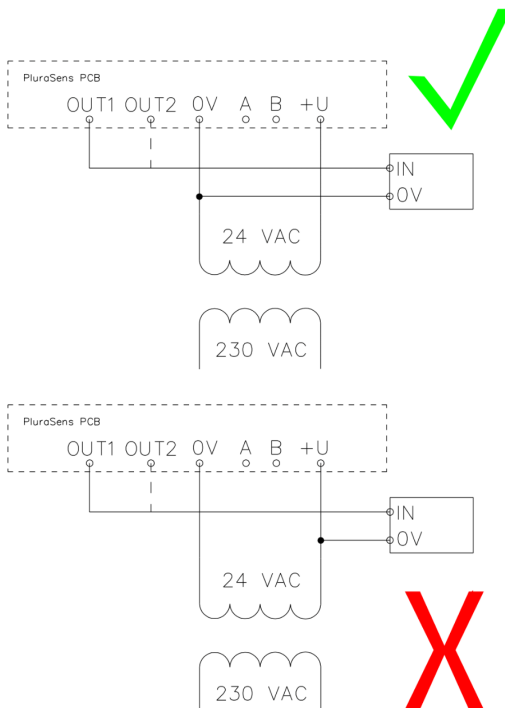 PluraSens PCB
OUT1 OUT2 0V A B +U
IN
0V
24 VAC
230 VAC
PluraSens PCB
OUT1 OUT2 0V A B +U
IN
0V
24 VAC
230 VAC